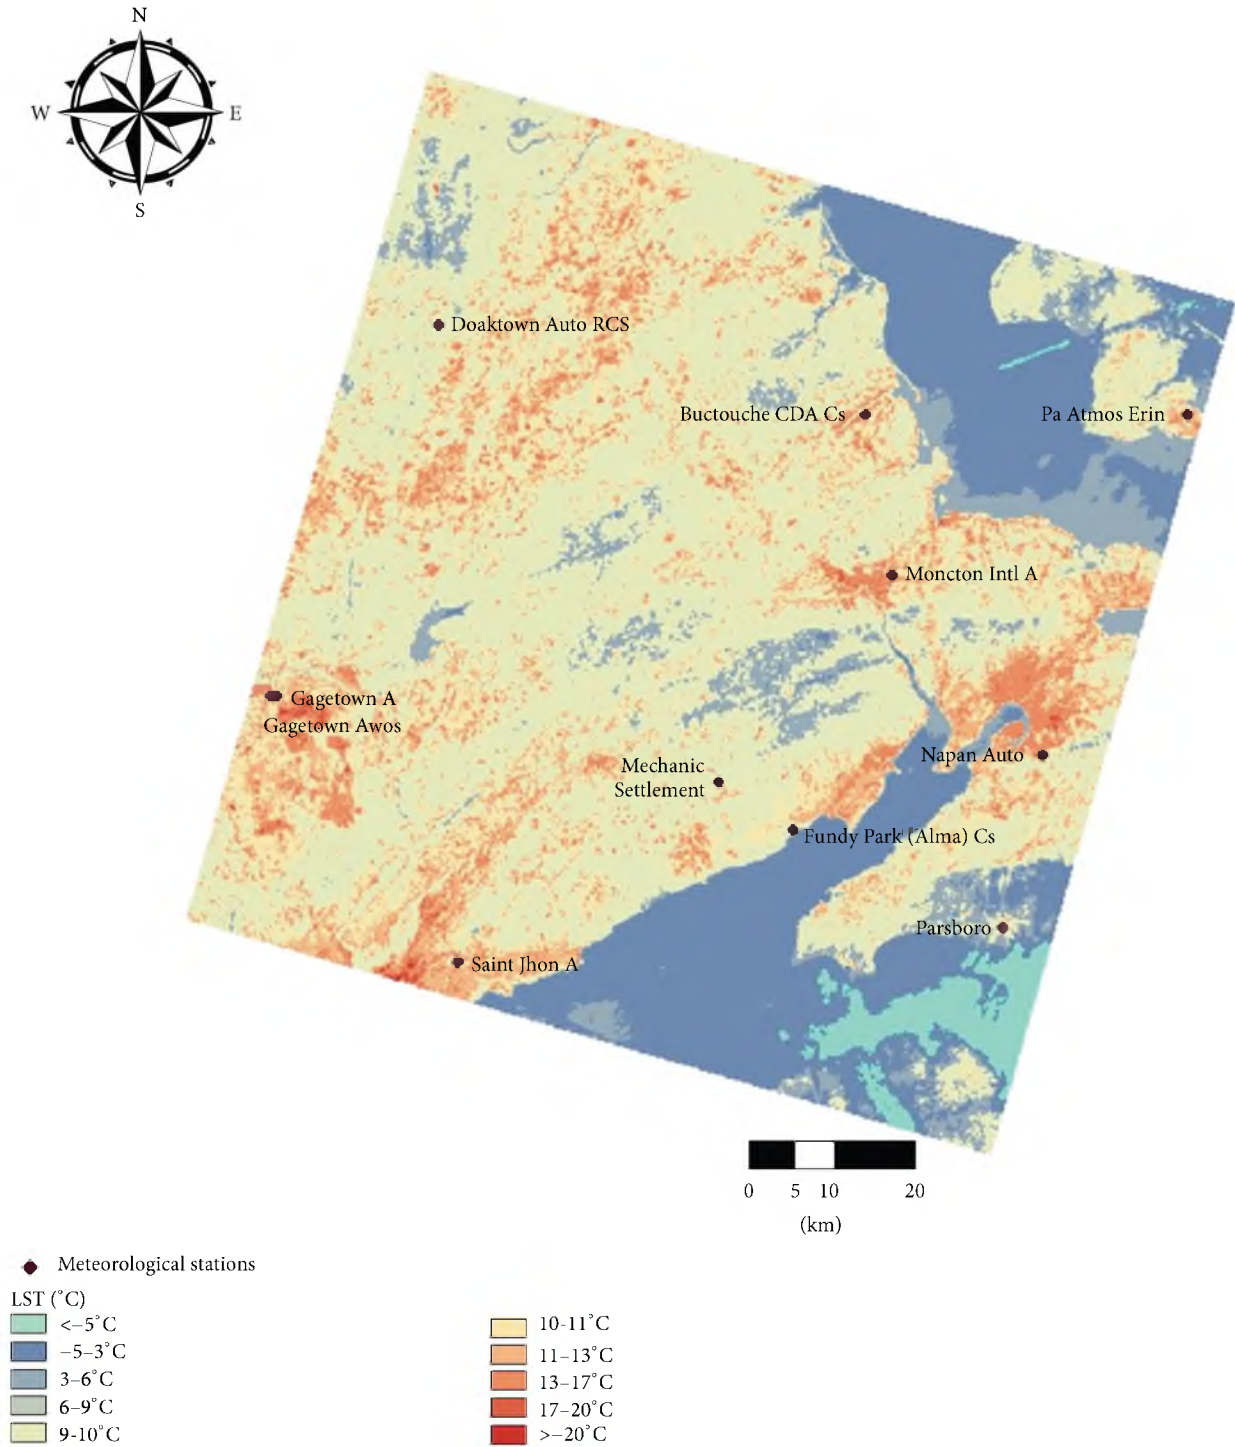 N
W E
S
Doaktown Auto RCS
Buctouche CDA Cs
Pa Atmos Erin
Moncton Intl A
Gagetown A
Gagetown Awos
Napan Auto
Mechanic
Settlement
Fundy Park (Alma) Cs
Parsboro
Saint Jhon A
0 5 10 20
(km)
Meteorological stations
LST (°C)
<–5°C
–5–3°C
3–6°C
6–9°C
9-10°C
10-11°C
11–13°C
13–17°C
17–20°C
>–20°C